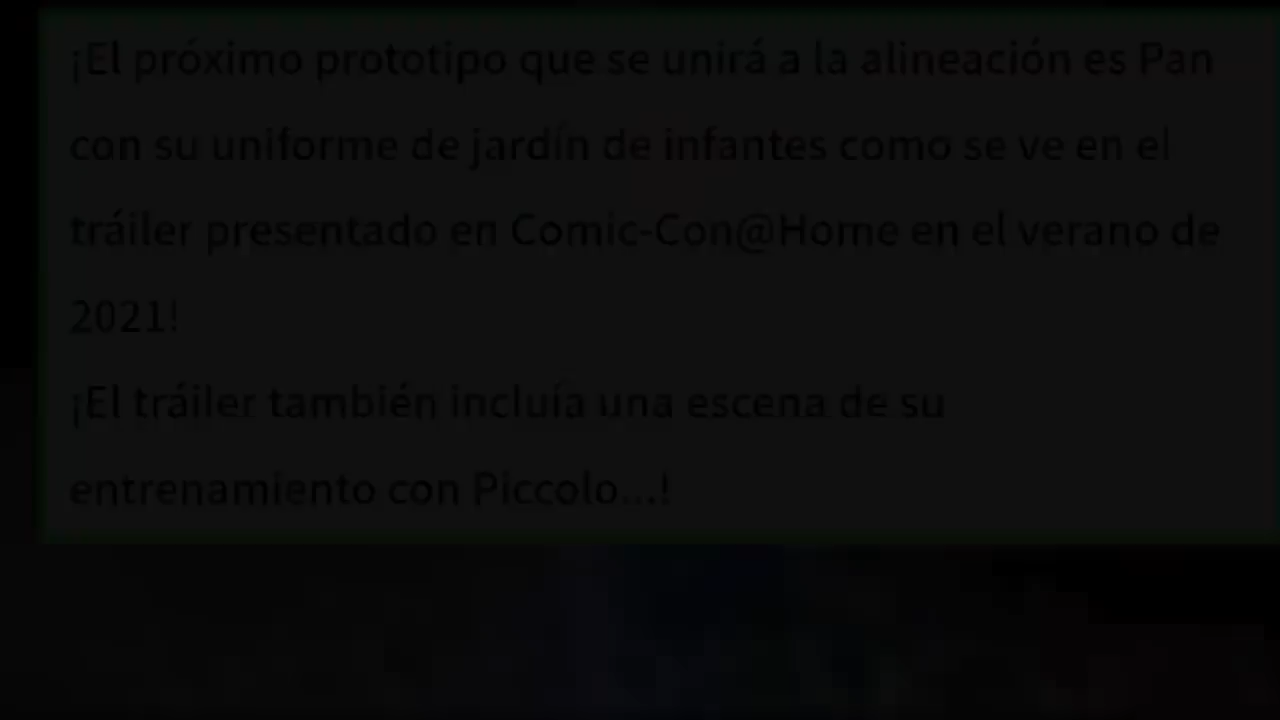 ¡El próximo prototipo que se unirá a la alineación es Pan
con su uniforme de jardín de infantes como se ve en el
tráiler presentado en Comic-Con@Home en el verano de
2021!
¡El tráiler también incluía una escena de su
entrenamiento con Piccolo...!